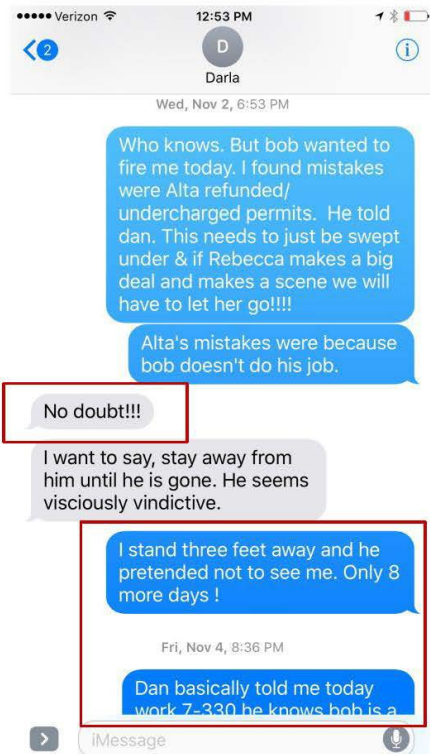 Verizon 12:53 PM
2
D
Darla
Wed, Nov 2, 6:53 PM
Who knows. But bob wanted to
fire me today. I found mistakes
were Alta refunded/
undercharged permits. He told
dan. This needs to just be swept
under & if Rebecca makes a big
deal and makes a scene we will
have to let her go!!!!
Alta's mistakes were because
bob doesn't do his job.
No doubt!!!
I want to say, stay away from
him until he is gone. He seems
visciously vindictive.
I stand three feet away and he
pretended not to see me. Only 8
more days !
Fri, Nov 4, 8:36 PM
Dan basically told me today
work 7-330 he knows bob is a
iMessage